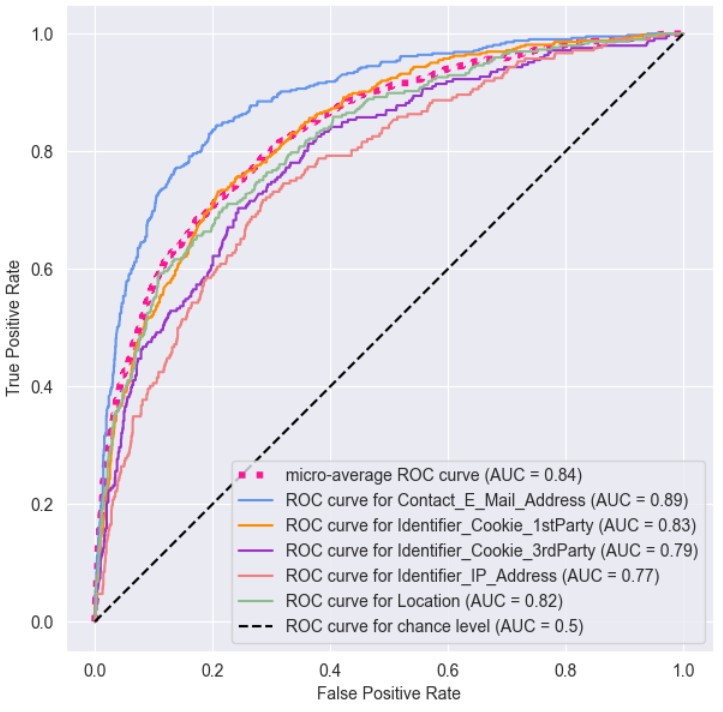 1.0
0.8
0.6
0.4
0.2
0.0
True Positive Rate
micro-average ROC curve (AUC = 0.84)
ROC curve for Contact_E_Mail_Address (AUC = 0.89)
ROC curve for Identifier_Cookie_1stParty (AUC = 0.83)
ROC curve for Identifier_Cookie_3rdParty (AUC = 0.79)
ROC curve for Identifier_IP_Address (AUC = 0.77)
ROC curve for Location (AUC = 0.82)
ROC curve for chance level (AUC = 0.5)
0.0 0.2 0.4 0.6 0.8 1.0
False Positive Rate